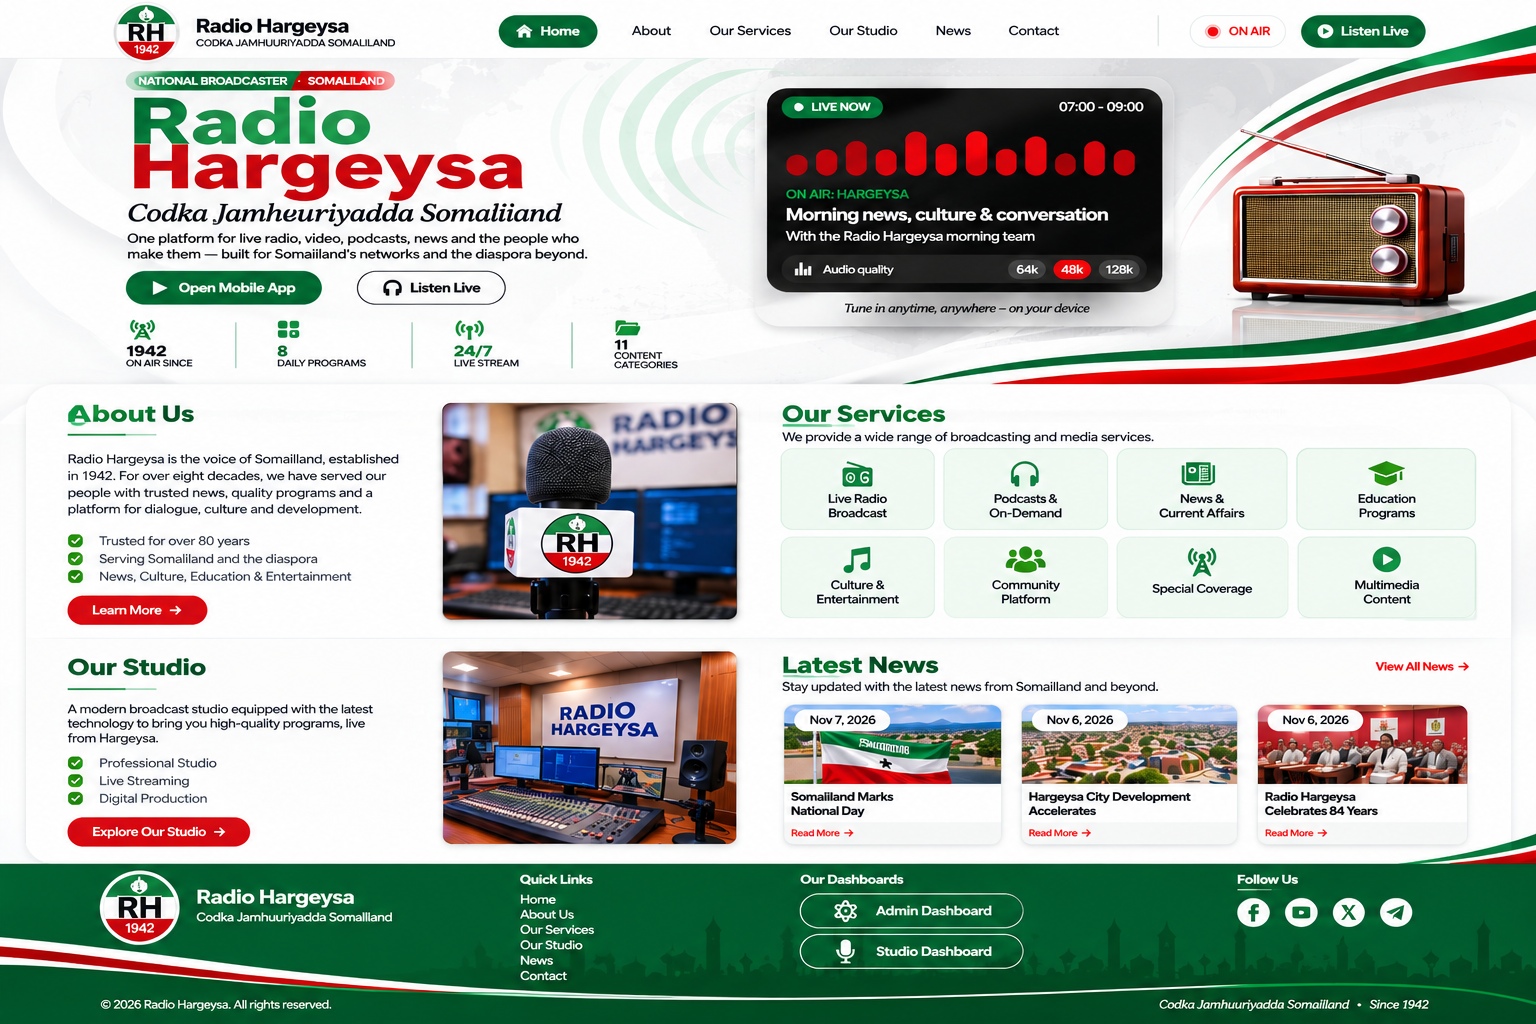 RH
1942
Radio Hargeysa
CODKA JAMHUURIYADDA SOMALILAND
Home
About
Our Services
Our Studio
News
Contact
ON AIR
Listen Live
NATIONAL BROADCASTER · SOMALILAND
Radio
Hargeysa
Codka Jamheuriyadda Somaliiand
One platform for live radio, video, podcasts, news and the people who
make them — built for Somaiiland's networks and the diaspora beyond.
Open Mobile App
Listen Live
1942
ON AIR SINCE
8
DAILY PROGRAMS
24/7
LIVE STREAM
11
CONTENT
CATEGORIES
LIVE NOW
07:00 - 09:00
ON AIR: HARGEYSA
Morning news, culture & conversation
With the Radio Hargeysa morning team
Audio quality
64k
48k
128k
Tune in anytime, anywhere – on your device
About Us
Radio Hargeysa is the voice of Somailland, established
in 1942. For over eight decades, we have served our
people with trusted news, quality programs and a
platform for dialogue, culture and development.
Trusted for over 80 years
Serving Somaliland and the diaspora
News, Culture, Education & Entertainment
Learn More
RADIO
HARGEYS
RH
1942
Our Services
We provide a wide range of broadcasting and media services.
Live Radio
Broadcast
Podcasts &
On-Demand
News &
Current Affairs
Education
Programs
Culture &
Entertainment
Community
Platform
Special Coverage
Multimedia
Content
Our Studio
A modern broadcast studio equipped with the latest
technology to bring you high-quality programs, live
from Hargeysa.
Professional Studio
Live Streaming
Digital Production
Explore Our Studio
RADIO
HARGEYSA
Latest News
View All News
Stay updated with the latest news from Somailland and beyond.
Nov 7, 2026
Somaiiland Marks
National Day
Read More
Nov 6, 2026
Hargeysa City Development
Accelerates
Read More
Nov 6, 2026
Radio Hargeysa
Celebrates 84 Years
Read More
RH
1942
Radio Hargeysa
Codka Jamhuuriyadda Somallland
Quick Links
Home
About Us
Our Services
Our Studio
News
Contact
Our Dashboards
Admin Dashboard
Studio Dashboard
Follow Us
© 2026 Radio Hargeysa. All rights reserved.
Codka Jamhuuriyadda Somailland • Since 1942